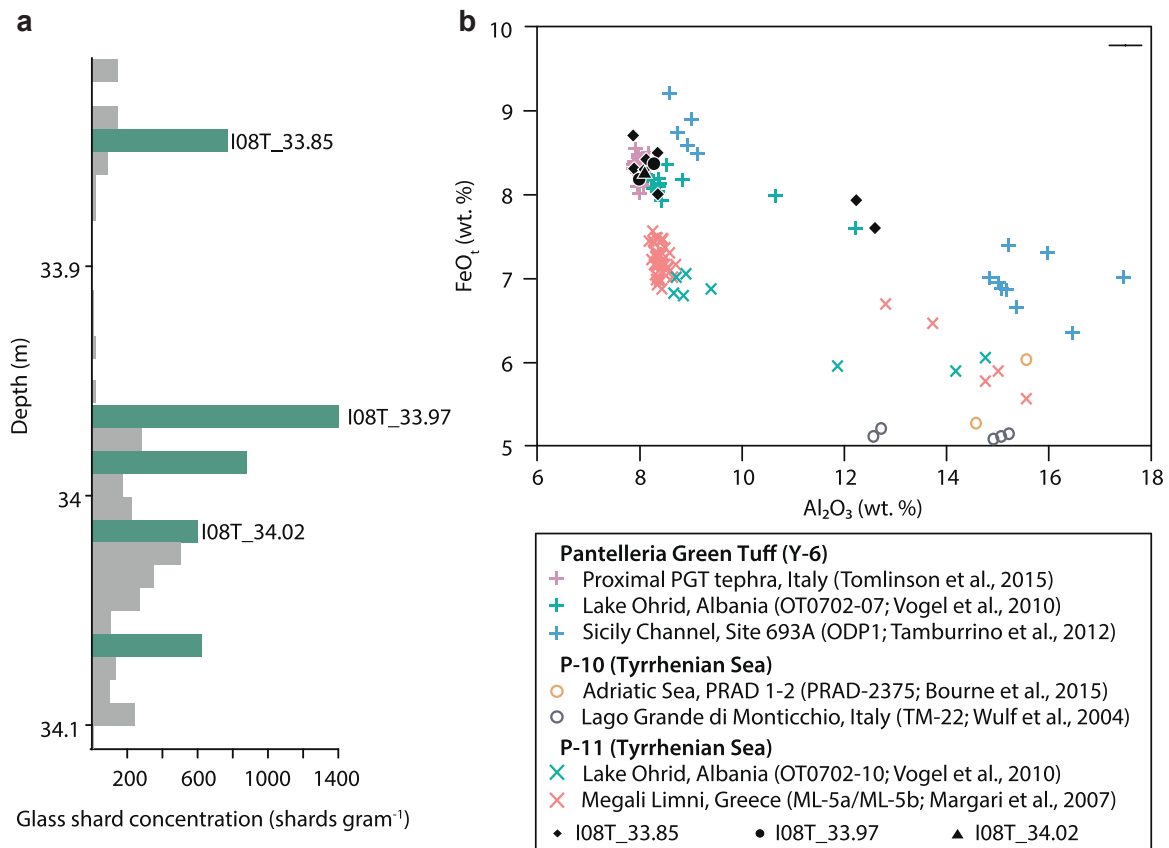 a
I08T_33.85
33.9
I08T_33.97
34
I08T_34.02
34.1
Depth (m)
200 600 1000 1400
Glass shard concentration (shards gram⁻¹)
b
10
9
8
7
6
5
FeOₜ (wt. %)
6 8 10 12 14 16 18
Al₂O₃ (wt. %)
Pantelleria Green Tuff (Y-6)
Proximal PGT tephra, Italy (Tomlinson et al., 2015)
Lake Ohrid, Albania (OT0702-07; Vogel et al., 2010)
Sicily Channel, Site 693A (ODP1; Tamburrino et al., 2012)
P-10 (Tyrrhenian Sea)
Adriatic Sea, PRAD 1-2 (PRAD-2375; Bourne et al., 2015)
Lago Grande di Monticchio, Italy (TM-22; Wulf et al., 2004)
P-11 (Tyrrhenian Sea)
Lake Ohrid, Albania (OT0702-10; Vogel et al., 2010)
Megali Limni, Greece (ML-5a/ML-5b; Margari et al., 2007)
I08T_33.85 I08T_33.97 I08T_34.02